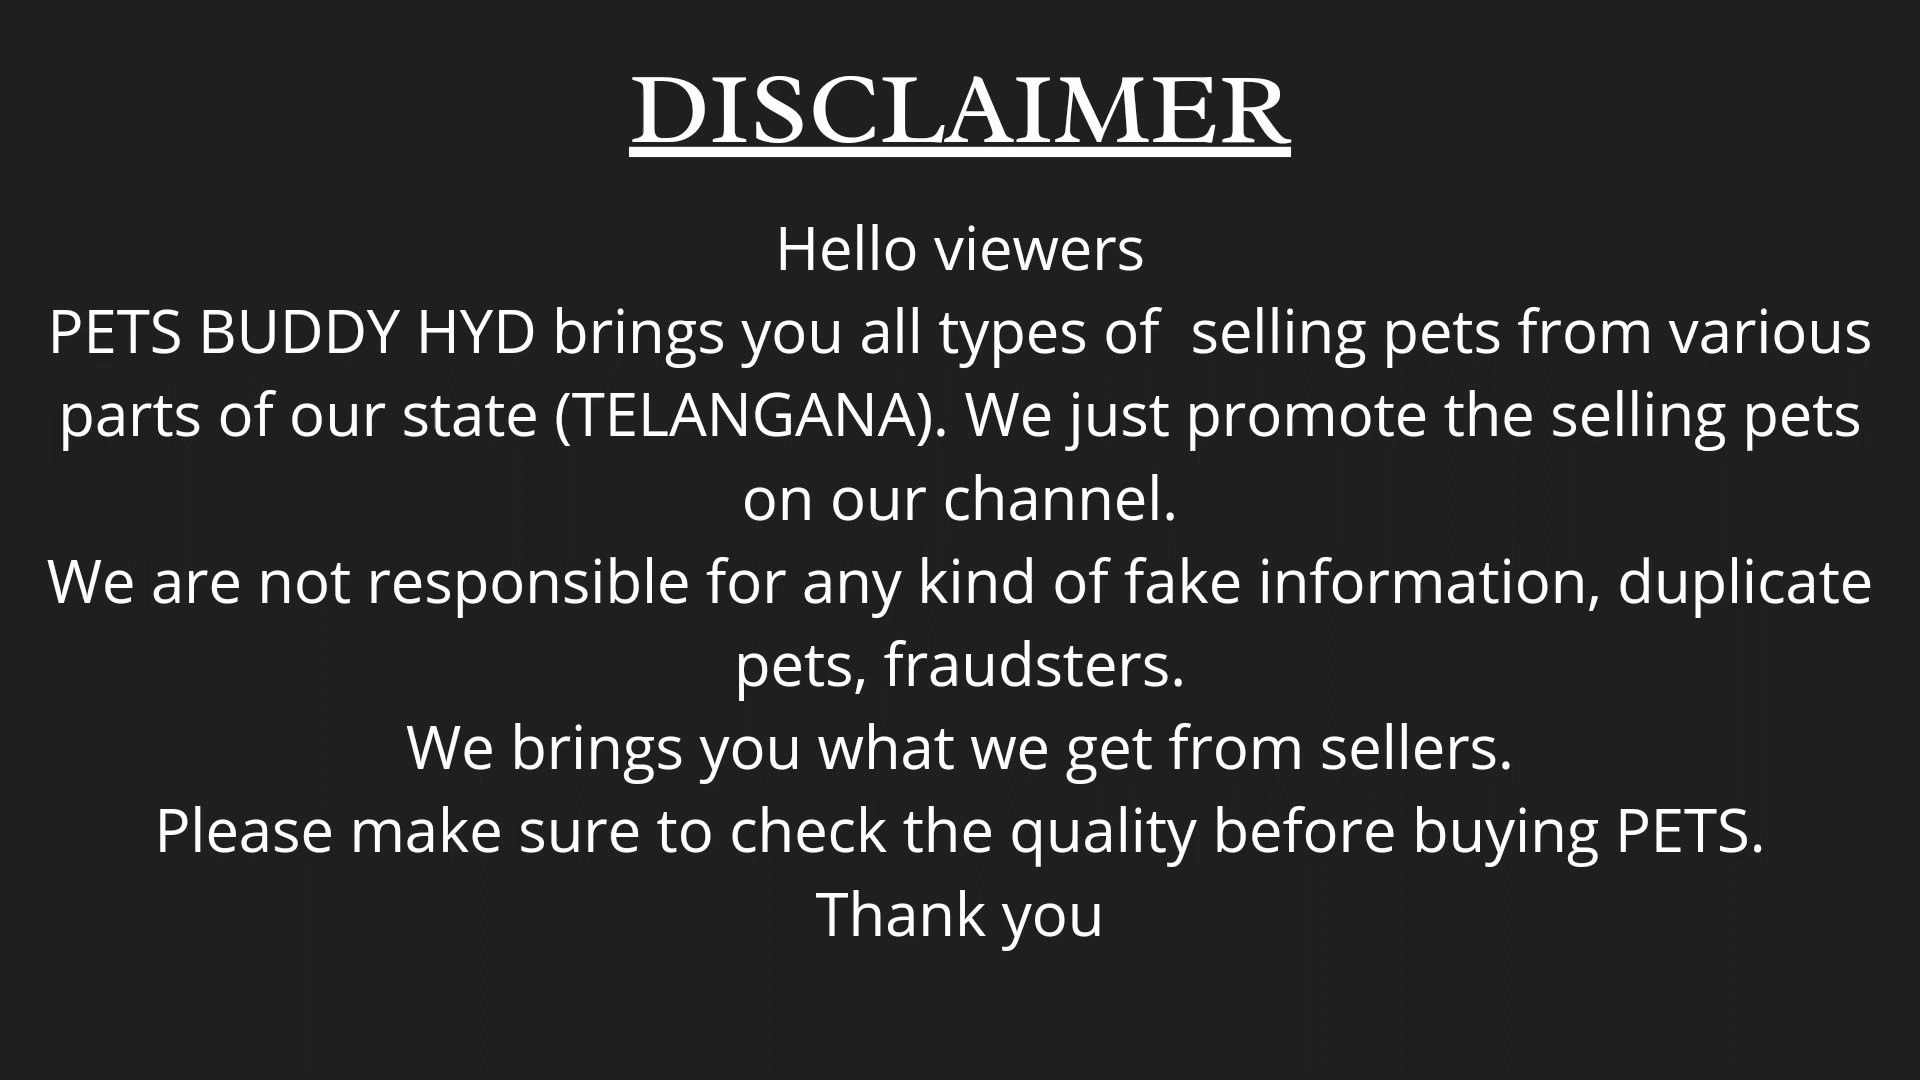 DISCLAIMER
Hello viewers
PETS BUDDY HYD brings you all types of  selling pets from various
parts of our state (TELANGANA). We just promote the selling pets
on our channel.
We are not responsible for any kind of fake information, duplicate
pets, fraudsters.
We brings you what we get from sellers.
Please make sure to check the quality before buying PETS.
Thank you